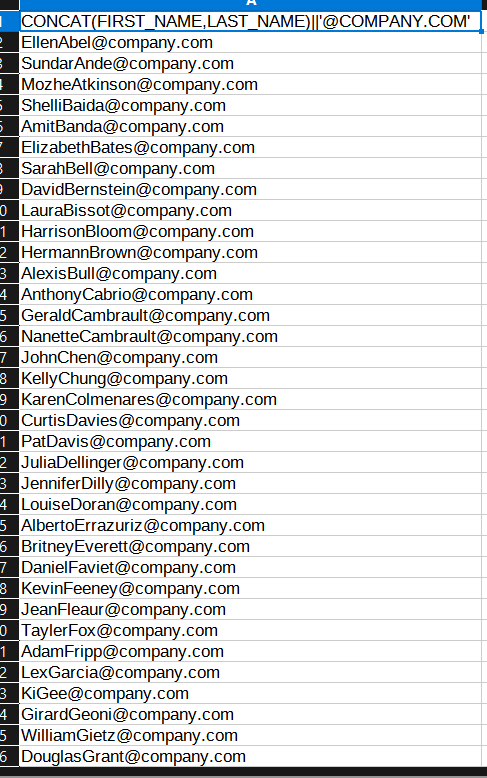 A
1 CONCAT(FIRST_NAME,LAST_NAME)||'@COMPANY.COM'
2 EllenAbel@company.com
3 SundarAnde@company.com
4 MozheAtkinson@company.com
5 ShelliBaida@company.com
6 AmitBanda@company.com
7 ElizabethBates@company.com
8 SarahBell@company.com
9 DavidBernstein@company.com
0 LauraBissot@company.com
1 HarrisonBloom@company.com
2 HermannBrown@company.com
3 AlexisBull@company.com
4 AnthonyCabrio@company.com
5 GeraldCambrault@company.com
6 NanetteCambrault@company.com
7 JohnChen@company.com
8 KellyChung@company.com
9 KarenColmenares@company.com
0 CurtisDavies@company.com
1 PatDavis@company.com
2 JuliaDellinger@company.com
3 JenniferDilly@company.com
4 LouiseDoran@company.com
5 AlbertoErrazuriz@company.com
6 BritneyEverett@company.com
7 DanielFaviet@company.com
8 KevinFeeney@company.com
9 JeanFleaur@company.com
0 TaylerFox@company.com
1 AdamFripp@company.com
2 LexGarcia@company.com
3 KiGee@company.com
4 GirardGeoni@company.com
5 WilliamGietz@company.com
6 DouglasGrant@company.com